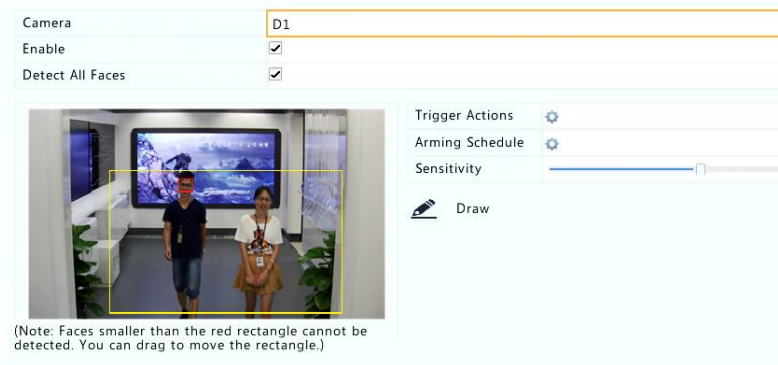 Camera D1
Enable
Detect All Faces
Trigger Actions
Arming Schedule
Sensitivity
Draw
(Note: Faces smaller than the red rectangle cannot be
detected. You can drag to move the rectangle.)